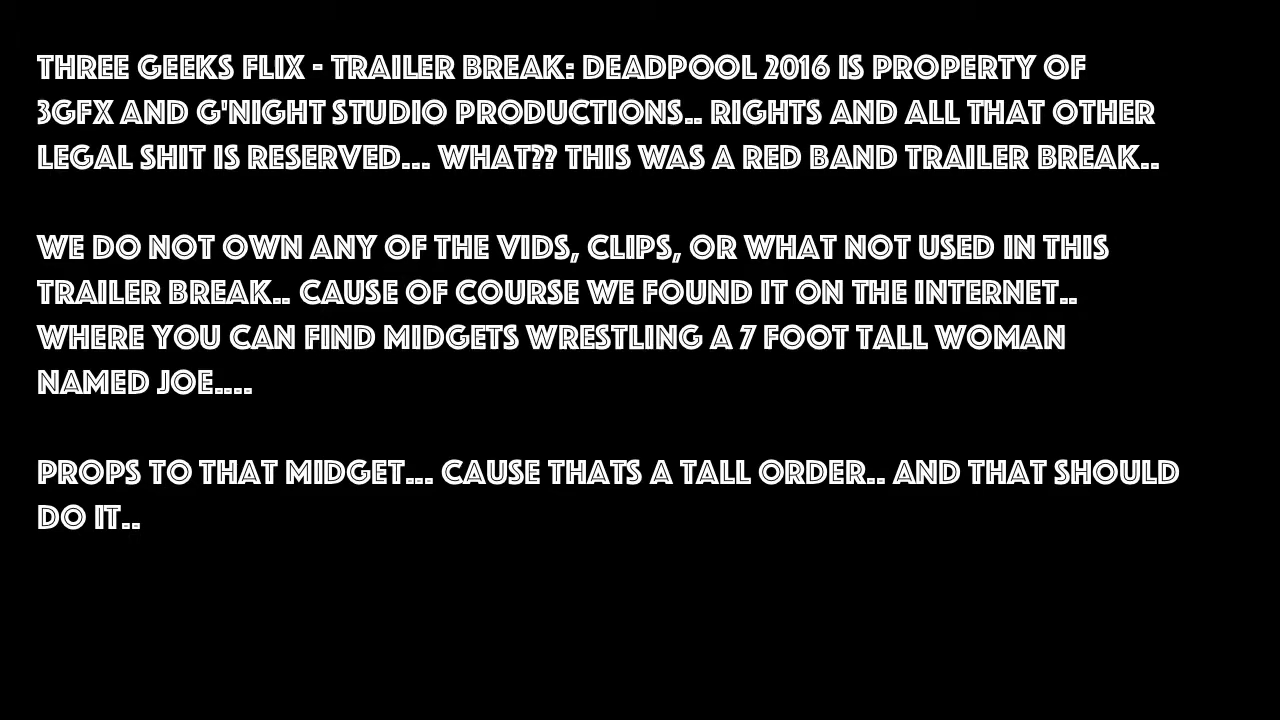 THREE GEEKS FLIX - TRAILER BREAK: DEADPOOL 2016 IS PROPERTY OF
3GFX AND G'NIGHT STUDIO PRODUCTIONS.. RIGHTS AND ALL THAT OTHER
LEGAL SHIT IS RESERVED... WHAT?? THIS WAS A RED BAND TRAILER BREAK..
WE DO NOT OWN ANY OF THE VIDS, CLIPS, OR WHAT NOT USED IN THIS
TRAILER BREAK.. CAUSE OF COURSE WE FOUND IT ON THE INTERNET..
WHERE YOU CAN FIND MIDGETS WRESTLING A 7 FOOT TALL WOMAN
NAMED JOE....
PROPS TO THAT MIDGET... CAUSE THATS A TALL ORDER.. AND THAT SHOULD
DO IT..